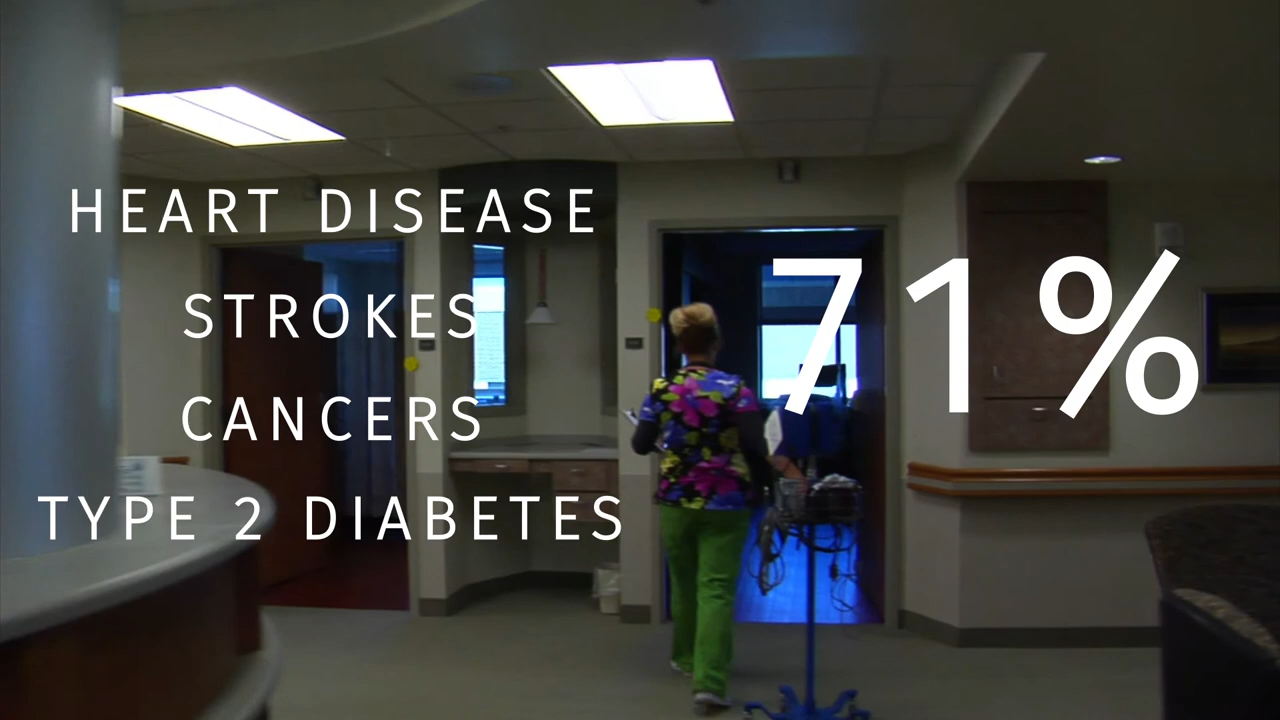 HEART DISEASE
STROKES
CANCERS
TYPE 2 DIABETES
71%